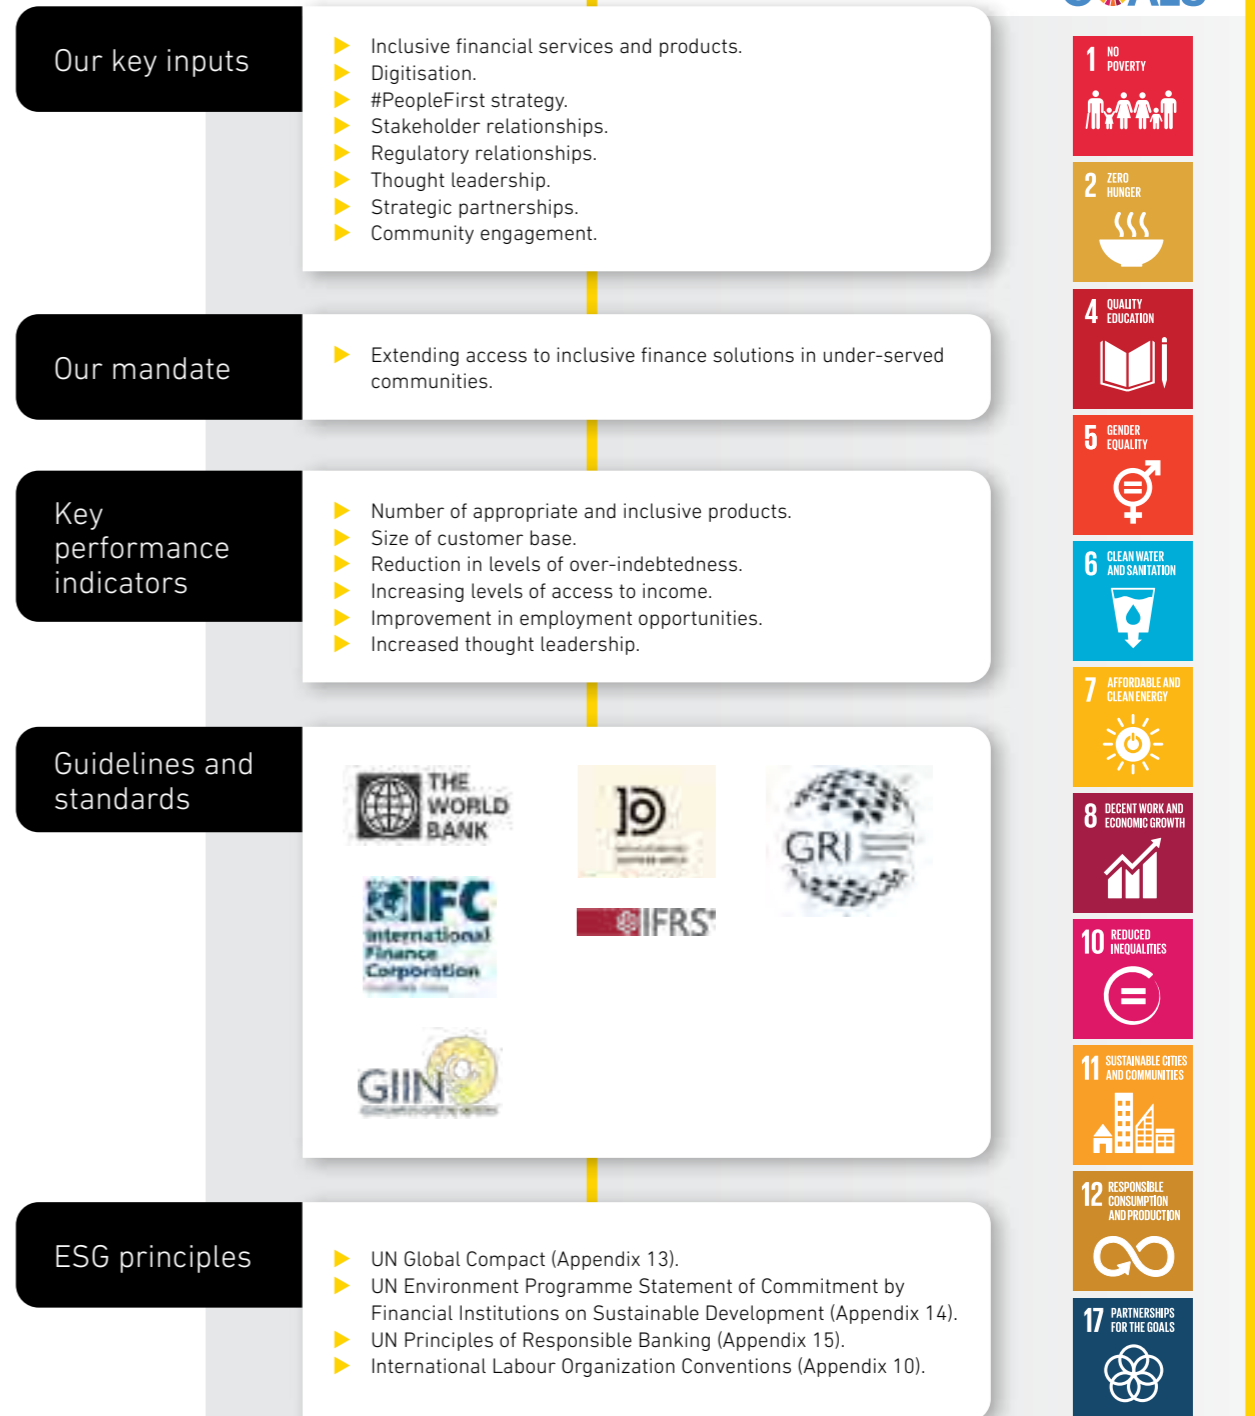 Our key inputs
Inclusive financial services and products.
Digitisation.
#PeopleFirst strategy.
Stakeholder relationships.
Regulatory relationships.
Thought leadership.
Strategic partnerships.
Community engagement.
Our mandate
Extending access to inclusive finance solutions in under-served
communities.
Key
performance
indicators
Number of appropriate and inclusive products.
Size of customer base.
Reduction in levels of over-indebtedness.
Increasing levels of access to income.
Improvement in employment opportunities.
Increased thought leadership.
Guidelines and
standards
THE
WORLD
BANK
IFC
International
Finance
Corporation
GIIN
IFRS®
GRI
ESG principles
UN Global Compact (Appendix 13).
UN Environment Programme Statement of Commitment by
Financial Institutions on Sustainable Development (Appendix 14).
UN Principles of Responsible Banking (Appendix 15).
International Labour Organization Conventions (Appendix 10).
1 NO
POVERTY
2 ZERO
HUNGER
4 QUALITY
EDUCATION
5 GENDER
EQUALITY
6 CLEAN WATER
AND SANITATION
7 AFFORDABLE AND
CLEAN ENERGY
8 DECENT WORK AND
ECONOMIC GROWTH
10 REDUCED
INEQUALITIES
11 SUSTAINABLE CITIES
AND COMMUNITIES
12 RESPONSIBLE
CONSUMPTION
AND PRODUCTION
17 PARTNERSHIPS
FOR THE GOALS